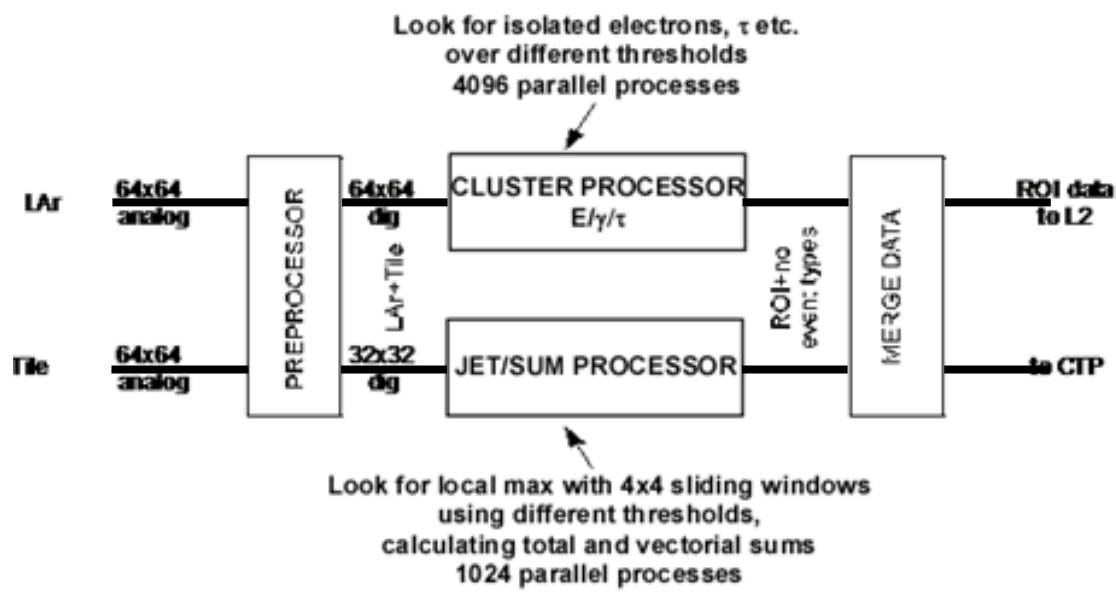 Look for isolated electrons, τ etc.
over different thresholds
4096 parallel processes
LAr
64x64
analog
PREPROCESSOR
64x64
dig
LAr+Tile
CLUSTER PROCESSOR
E/γ/τ
ROI+no
event types
MERGE DATA
ROI data
to L2
Tile
64x64
analog
32x32
dig
JET/SUM PROCESSOR
to CTP
Look for local max with 4x4 sliding windows
using different thresholds,
calculating total and vectorial sums
1024 parallel processes